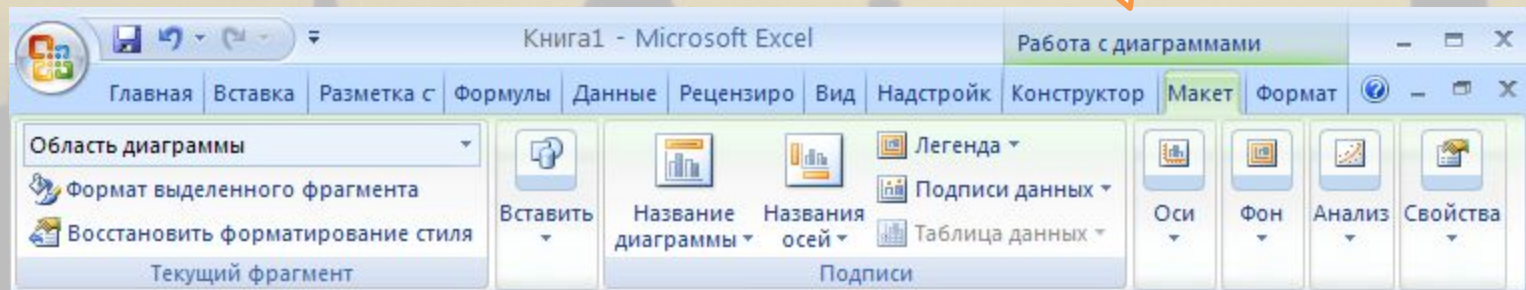 Книга1 - Microsoft Excel
Работа с диаграммами
Главная Вставка Разметка с Формулы Данные Рецензиро Вид Надстройк Конструктор Макет Формат
Область диаграммы
Формат выделенного фрагмента
Восстановить форматирование стиля
Текущий фрагмент
Вставить
Название диаграммы
Названия осей
Легенда
Подписи данных
Таблица данных
Подписи
Оси
Фон
Анализ
Свойства